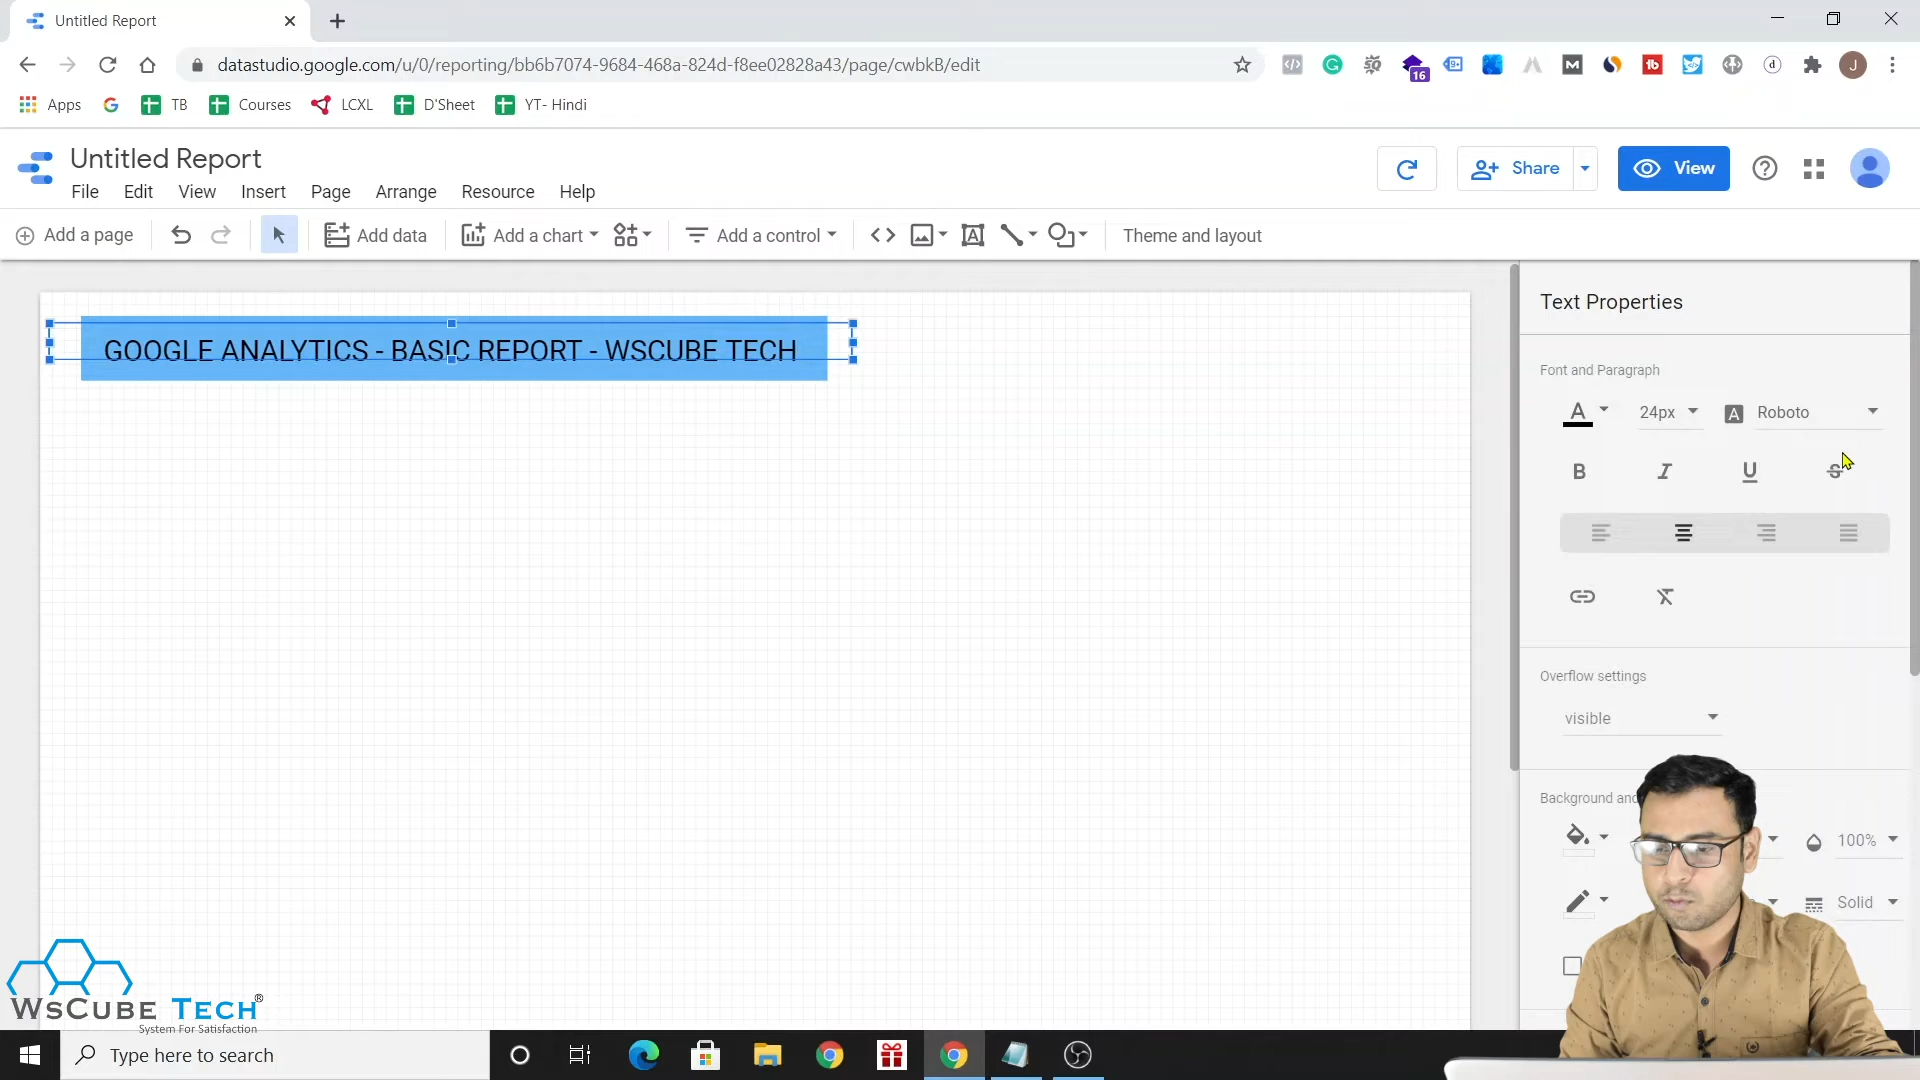 Untitled Report
datastudio.google.com/u/0/reporting/bb6b7074-9684-468a-824d-f8ee02828a43/page/cwbkB/edit
16
J
Apps
TB
Courses
LCXL
D'Sheet
YT- Hindi
Untitled Report
File Edit View Insert Page Arrange Resource Help
Share
View
Add a page
Add data
Add a chart
Add a control
Theme and layout
GOOGLE ANALYTICS - BASIC REPORT - WSCUBE TECH
Text Properties
Font and Paragraph
24px
Roboto
Overflow settings
visible
Background and
100%
Solid
WsCube Tech®
System For Satisfaction
Type here to search